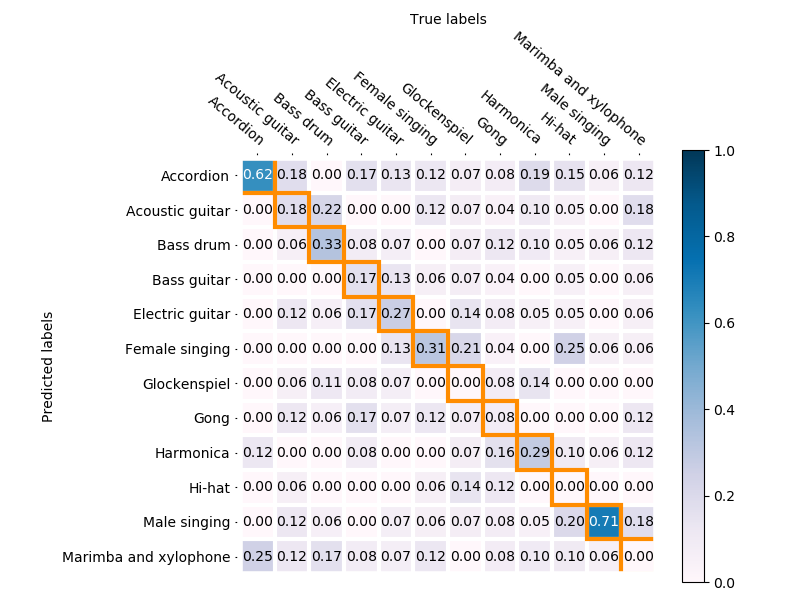 True labels
Accordion
Acoustic guitar
Bass drum
Bass guitar
Electric guitar
Female singing
Glockenspiel
Gong
Harmonica
Hi-hat
Male singing
Marimba and xylophone
Predicted labels
Accordion 0.62 0.18 0.00 0.17 0.13 0.12 0.07 0.08 0.19 0.15 0.06 0.12
Acoustic guitar 0.00 0.18 0.22 0.00 0.00 0.12 0.07 0.04 0.10 0.05 0.00 0.18
Bass drum 0.00 0.06 0.33 0.08 0.07 0.00 0.07 0.12 0.10 0.05 0.06 0.12
Bass guitar 0.00 0.00 0.00 0.17 0.13 0.06 0.07 0.04 0.00 0.05 0.00 0.06
Electric guitar 0.00 0.12 0.06 0.17 0.27 0.00 0.14 0.08 0.05 0.05 0.00 0.06
Female singing 0.00 0.00 0.00 0.00 0.13 0.31 0.21 0.04 0.00 0.25 0.06 0.06
Glockenspiel 0.00 0.06 0.11 0.08 0.07 0.00 0.00 0.08 0.14 0.00 0.00 0.00
Gong 0.00 0.12 0.06 0.17 0.07 0.12 0.07 0.08 0.00 0.00 0.00 0.12
Harmonica 0.12 0.00 0.00 0.08 0.00 0.00 0.07 0.16 0.29 0.10 0.06 0.12
Hi-hat 0.00 0.06 0.00 0.00 0.00 0.06 0.14 0.12 0.00 0.00 0.00 0.00
Male singing 0.00 0.12 0.06 0.00 0.07 0.06 0.07 0.08 0.05 0.20 0.71 0.18
Marimba and xylophone 0.25 0.12 0.17 0.08 0.07 0.12 0.00 0.08 0.10 0.10 0.06 0.00
1.0
0.8
0.6
0.4
0.2
0.0